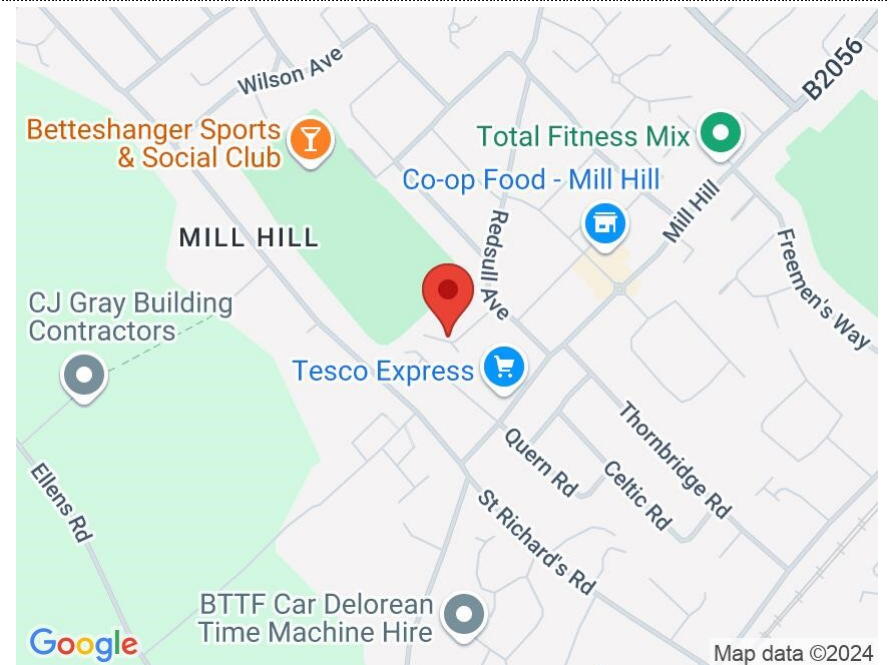 Wilson Ave
B2056
Betteshanger Sports
& Social Club
Total Fitness Mix
Co-op Food - Mill Hill
Mill Hill
MILL HILL
Redsull Ave
Freemen's Way
CJ Gray Building
Contractors
Tesco Express
Thornbridge Rd
Quern Rd
Celtic Rd
Ellens Rd
St Richard's Rd
BTTF Car Delorean
Time Machine Hire
Google
Map data ©2024